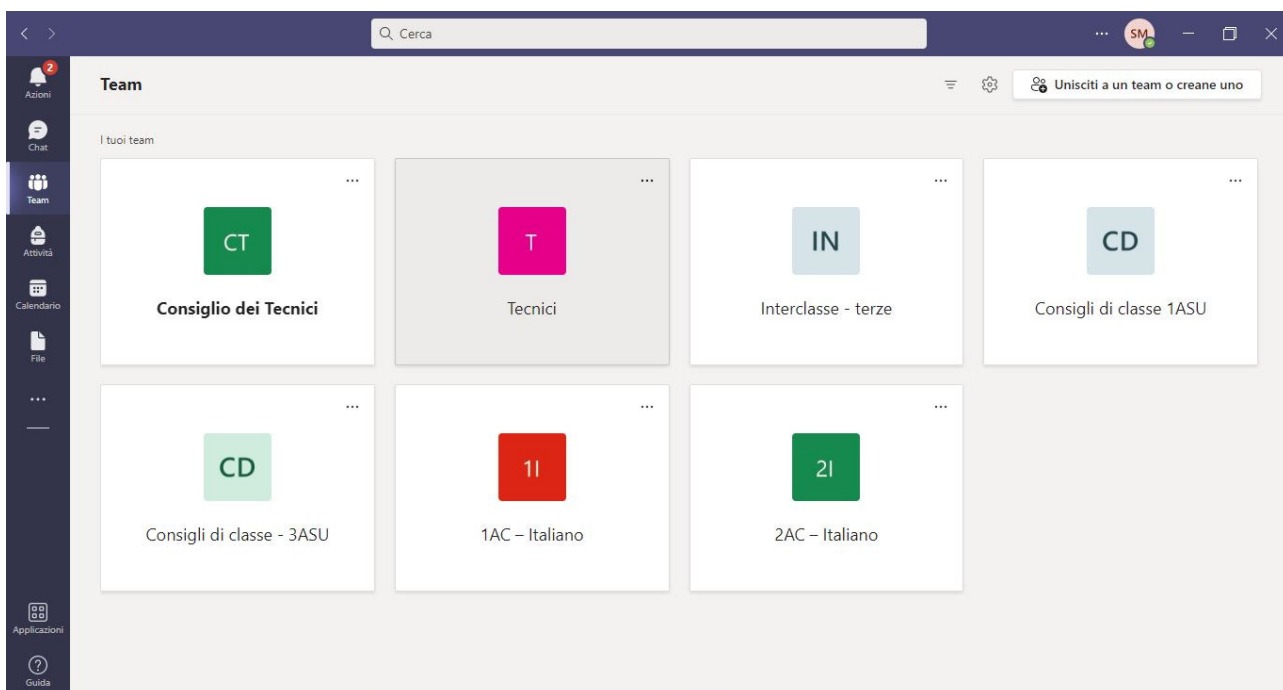 Cerca
SM
2
Azioni
Chat
Team
Attività
Calendario
File
Applicazioni
Guida
Team
Unisciti a un team o creane uno
I tuoi team
CT
Consiglio dei Tecnici
T
Tecnici
IN
Interclasse - terze
CD
Consigli di classe 1ASU
CD
Consigli di classe - 3ASU
1I
1AC – Italiano
2I
2AC – Italiano